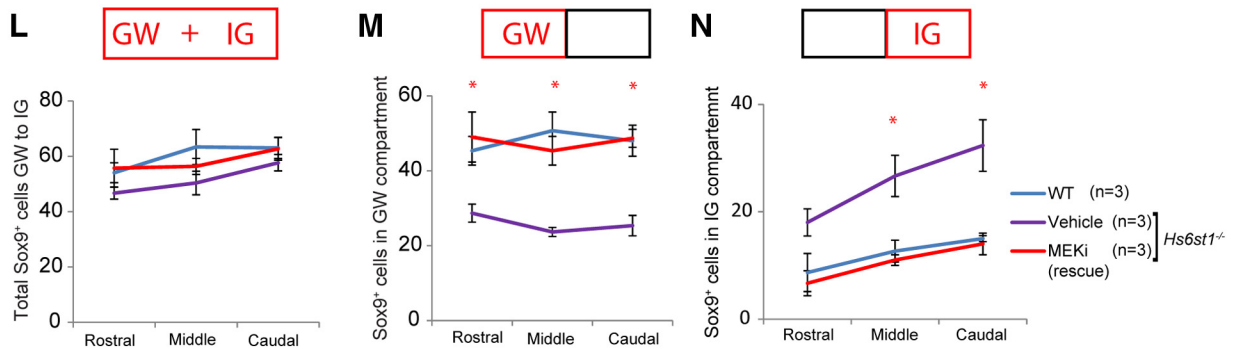 L
GW + IG
Total Sox9⁺ cells GW to IG
80
60
40
20
0
Rostral Middle Caudal
M
GW
* * *
Sox9⁺ cells in GW compartment
60
40
20
0
Rostral Middle Caudal
N
IG
* *
Sox9⁺ cells in IG compartemnt
40
20
0
Rostral Middle Caudal
WT (n=3)
Vehicle (n=3)
MEKi (n=3)
(rescue)
Hs6st1⁻/⁻